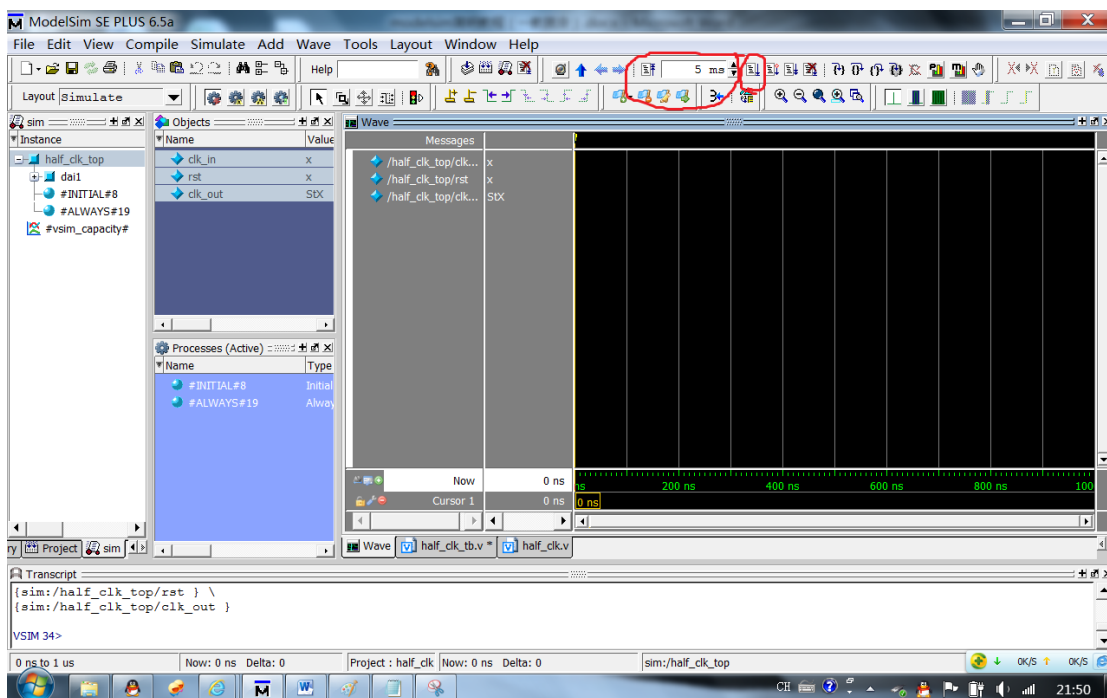 ModelSim SE PLUS 6.5a
File Edit View Compile Simulate Add Wave Tools Layout Window Help
Help
5 ms
Layout Simulate
sim
Objects
Wave
Instance
Name Value
Messages
half_clk_top
dai1
#INITIAL#8
#ALWAYS#19
#vsim_capacity#
clk_in x
rst x
clk_out StX
/half_clk_top/clk... x
/half_clk_top/rst x
/half_clk_top/clk... StX
Processes (Active)
Name Type
#INITIAL#8 Initial
#ALWAYS#19 Alway
Now 0 ns
ns 200 ns 400 ns 600 ns 800 ns 100
Cursor 1 0 ns 0 ns
ry Project sim
Wave half_clk_tb.v * half_clk.v
Transcript
{sim:/half_clk_top/rst } \
{sim:/half_clk_top/clk_out }
VSIM 34>
0 ns to 1 us Now: 0 ns Delta: 0 Project : half_clk Now: 0 ns Delta: 0 sim:/half_clk_top 0K/S 0K/S
CH 21:50